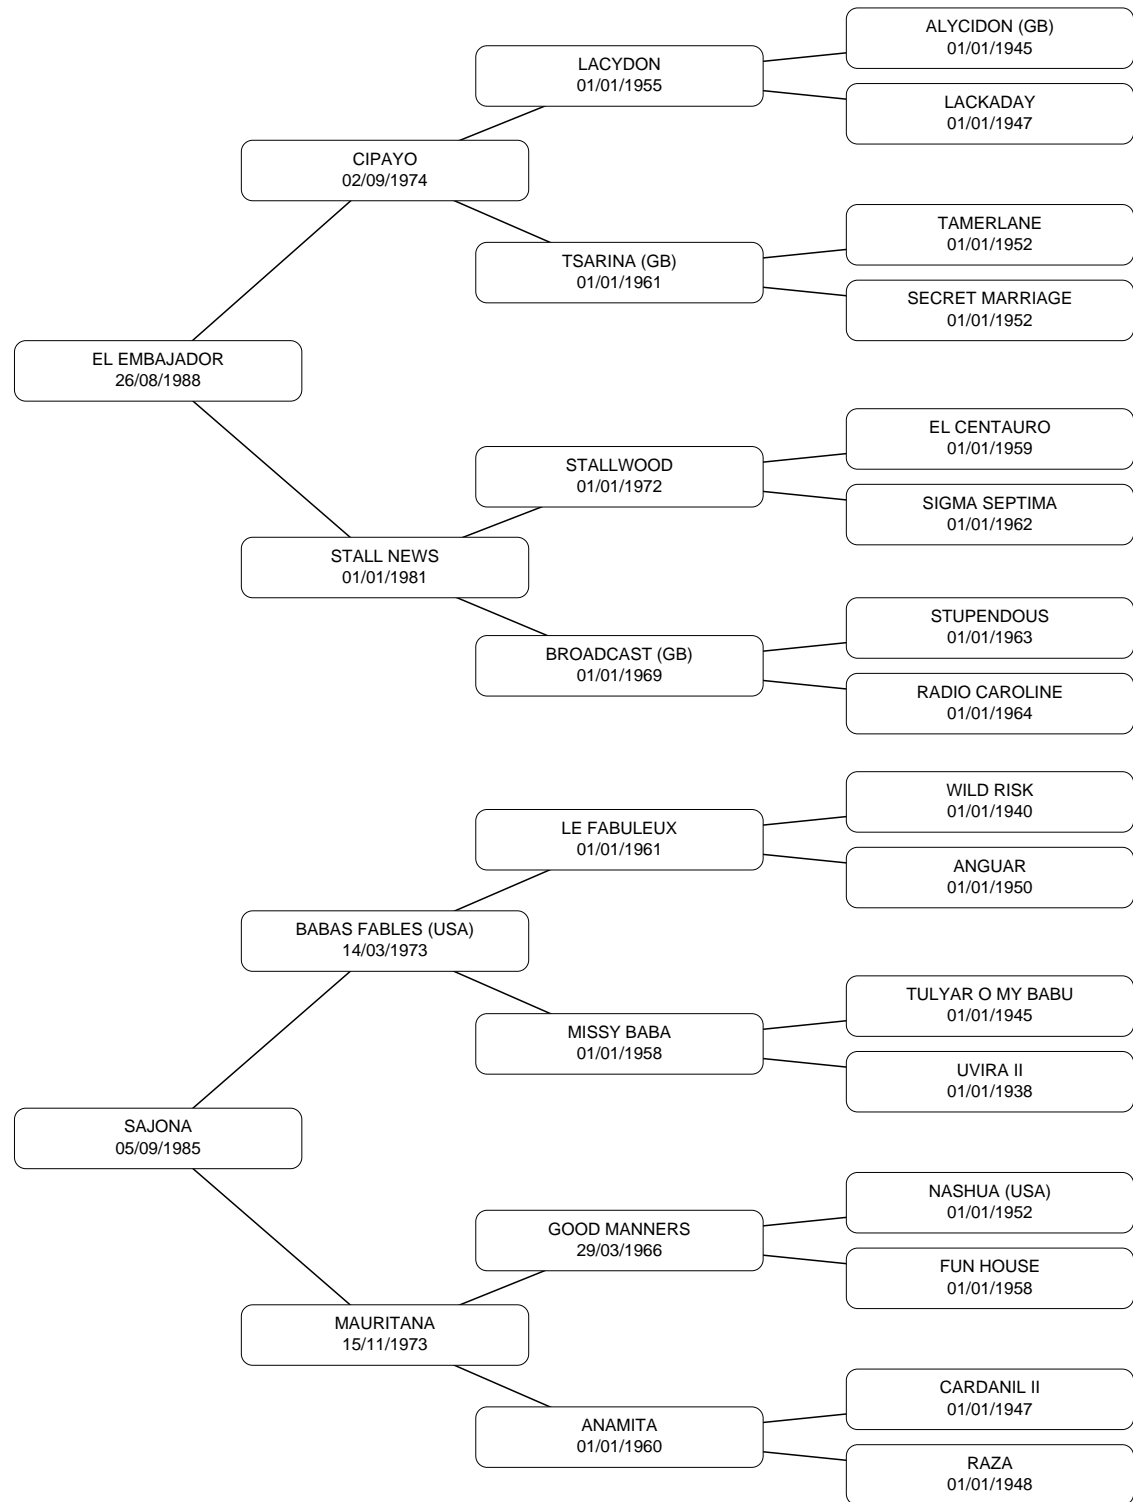 ALYCIDON (GB)
01/01/1945
LACYDON
01/01/1955
LACKADAY
01/01/1947
CIPAYO
02/09/1974
TAMERLANE
01/01/1952
TSARINA (GB)
01/01/1961
SECRET MARRIAGE
01/01/1952
EL EMBAJADOR
26/08/1988
EL CENTAURO
01/01/1959
STALLWOOD
01/01/1972
SIGMA SEPTIMA
01/01/1962
STALL NEWS
01/01/1981
STUPENDOUS
01/01/1963
BROADCAST (GB)
01/01/1969
RADIO CAROLINE
01/01/1964
WILD RISK
01/01/1940
LE FABULEUX
01/01/1961
ANGUAR
01/01/1950
BABAS FABLES (USA)
14/03/1973
TULYAR O MY BABU
01/01/1945
MISSY BABA
01/01/1958
UVIRA II
01/01/1938
SAJONA
05/09/1985
NASHUA (USA)
01/01/1952
GOOD MANNERS
29/03/1966
FUN HOUSE
01/01/1958
MAURITANA
15/11/1973
CARDANIL II
01/01/1947
ANAMITA
01/01/1960
RAZA
01/01/1948